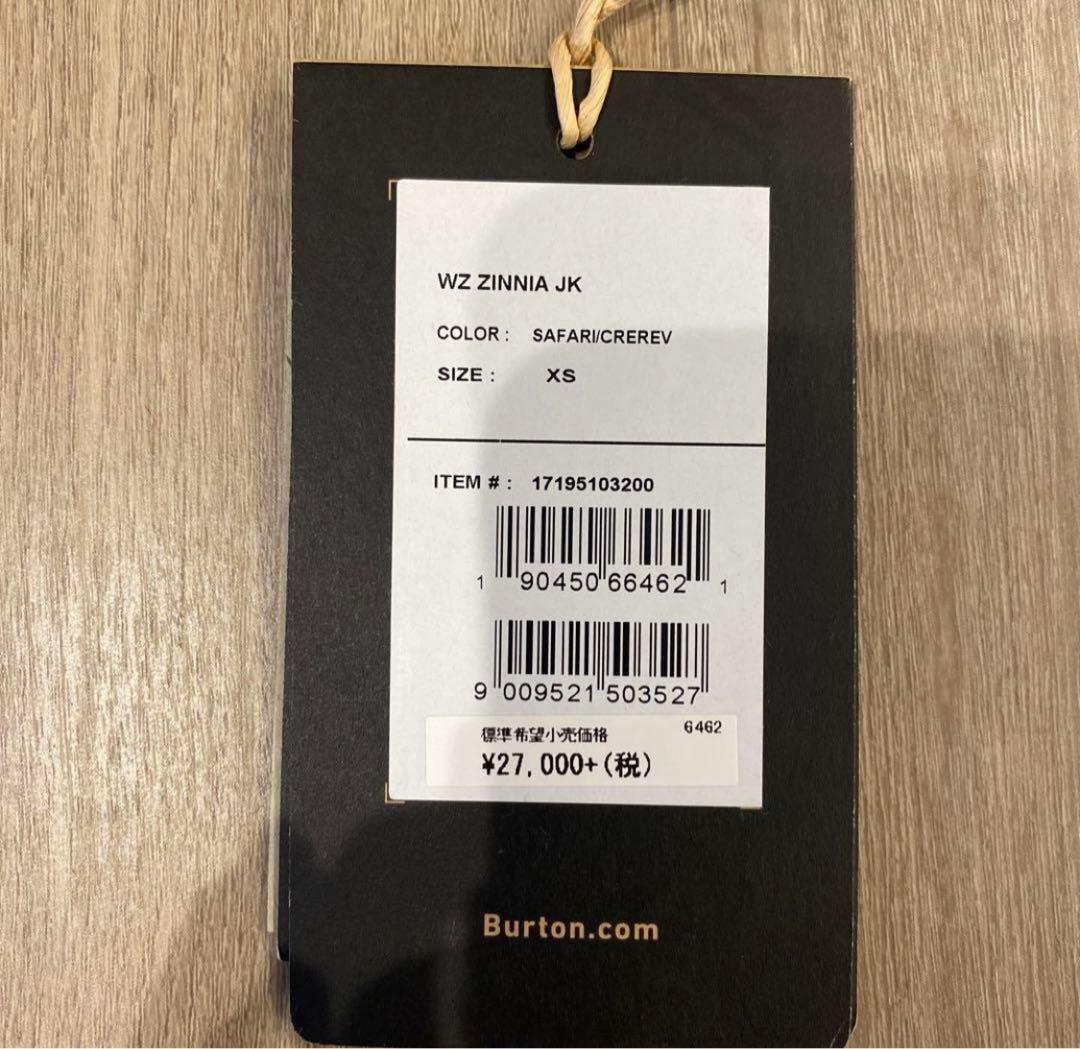 WZ ZINNIA JK
COLOR : SAFARI/CREREV
SIZE : XS
ITEM # : 17195103200
1 90450 66462 1
9 009521 503527
標準希望小売価格 6462
¥27,000+(税)
Burton.com